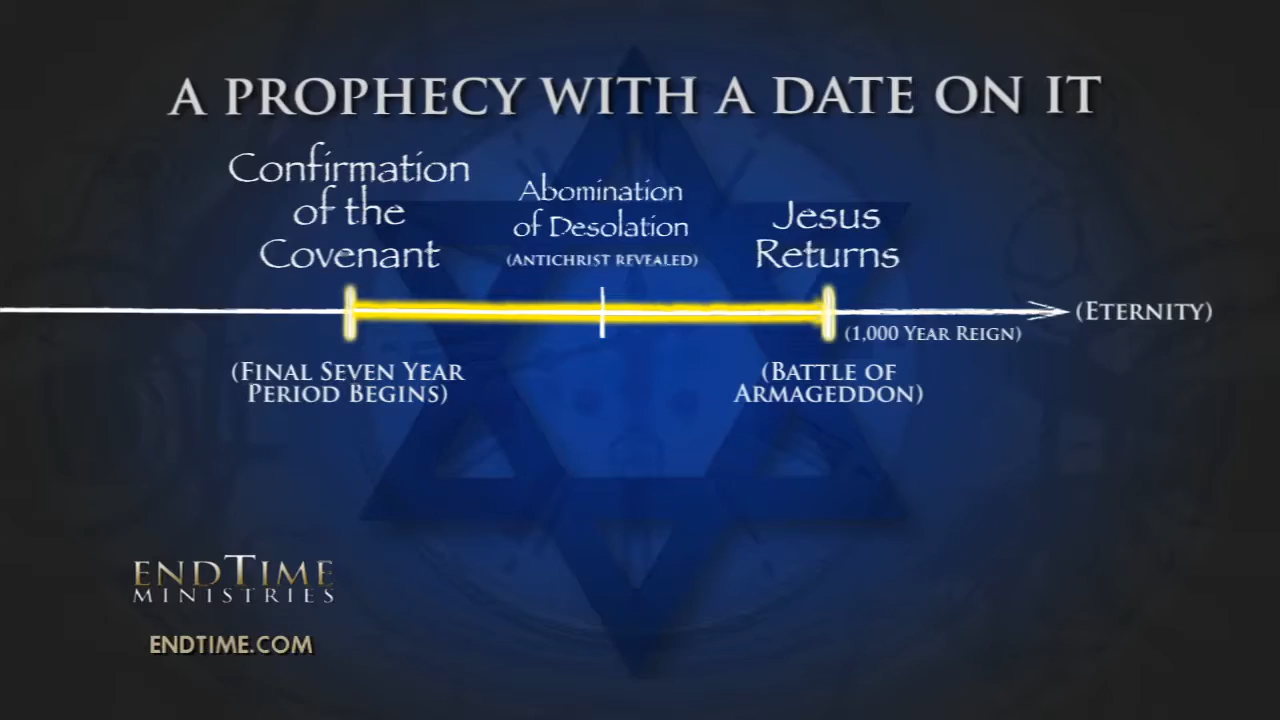 A PROPHECY WITH A DATE ON IT
Confirmation
of the
Covenant
Abomination
of Desolation
(ANTICHRIST REVEALED)
Jesus
Returns
(ETERNITY)
(1,000 YEAR REIGN)
(FINAL SEVEN YEAR
PERIOD BEGINS)
(BATTLE OF
ARMAGEDDON)
ENDTIME
MINISTRIES
ENDTIME.COM